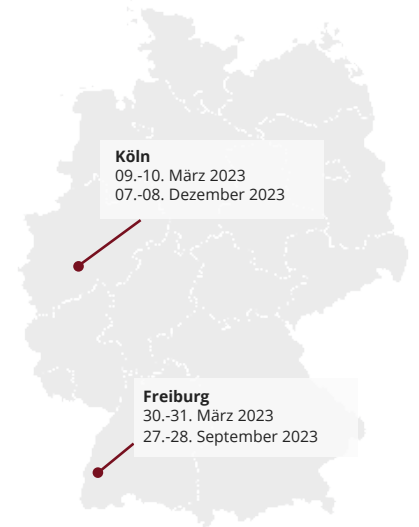 Köln
09.-10. März 2023
07.-08. Dezember 2023
Freiburg
30.-31. März 2023
27.-28. September 2023